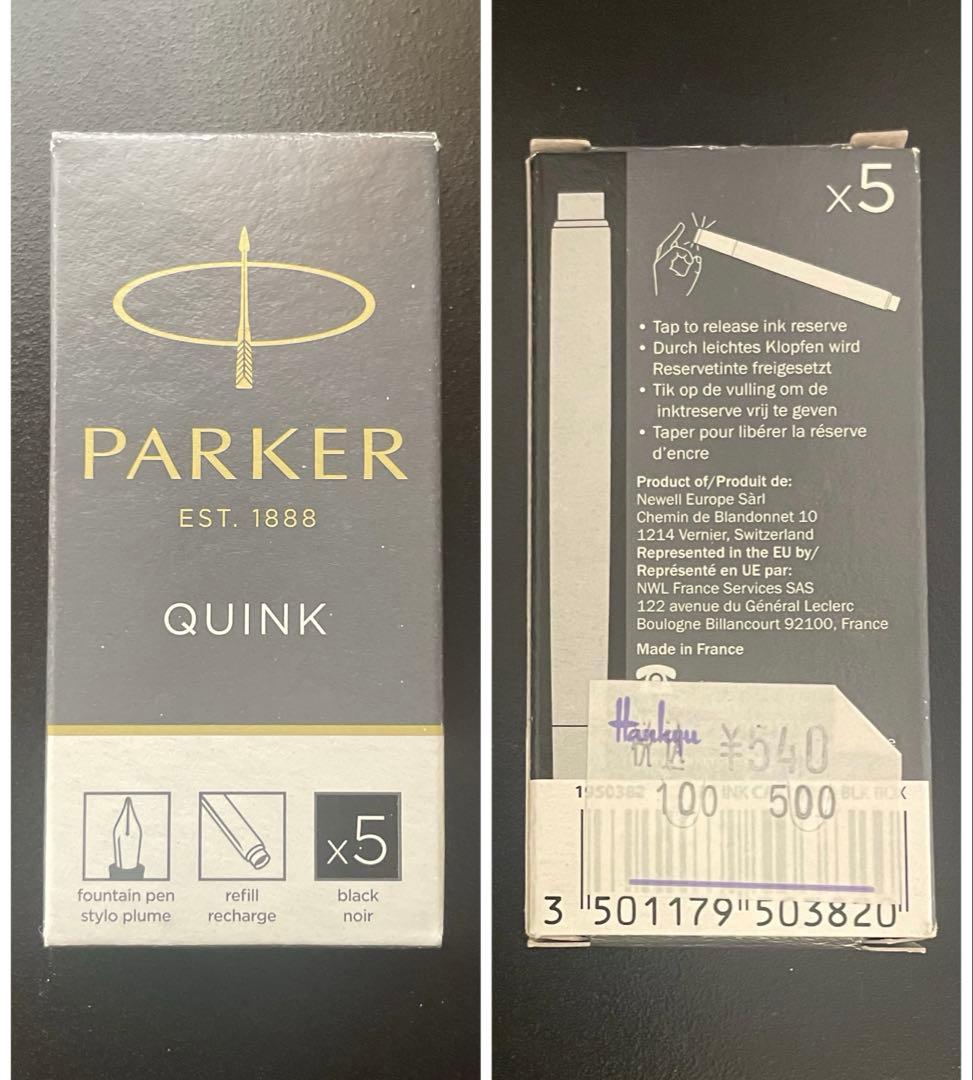 PARKER
EST. 1888
QUINK
x5
fountain pen
stylo plume
refill
recharge
black
noir
x5
• Tap to release ink reserve
• Durch leichtes Klopfen wird
Reservetinte freigesetzt
• Tik op de vulling om de
inktreserve vrij te geven
• Taper pour libérer la réserve
d'encre
Product of/Produit de:
Newell Europe Sàrl
Chemin de Blandonnet 10
1214 Vernier, Switzerland
Represented in the EU by/
Représenté en UE par:
NWL France Services SAS
122 avenue du Général Leclerc
Boulogne Billancourt 92100, France
Made in France
Hankyu
¥540
100 500
1950382 INK BLK BOX
3 501179 503820